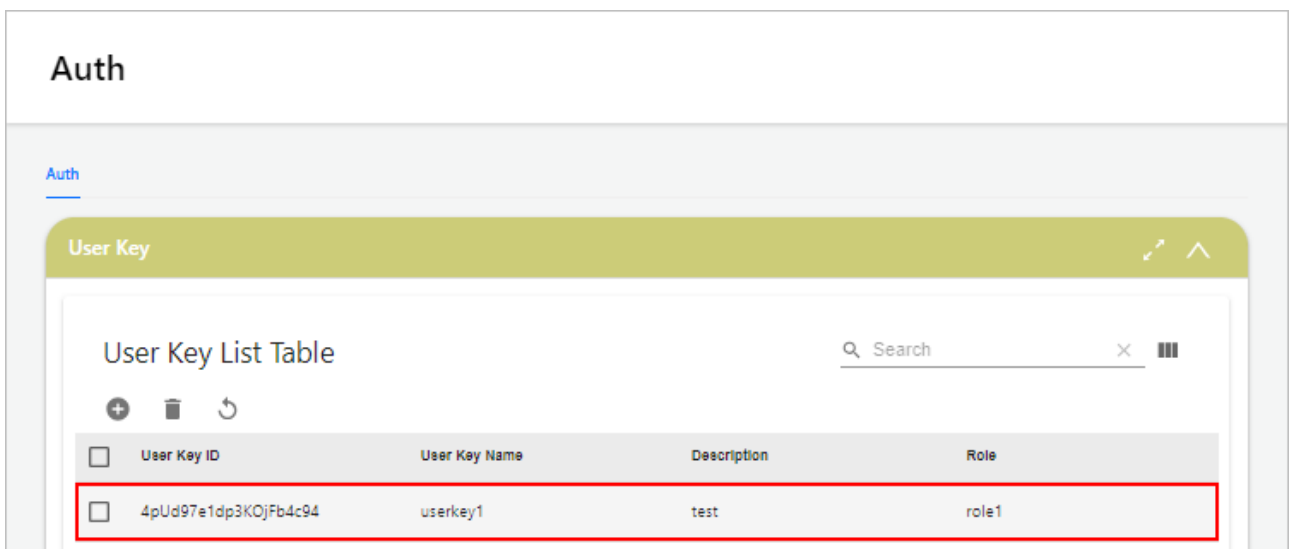 Auth
Auth
User Key
User Key List Table
Search
User Key ID User Key Name Description Role
4pUd97e1dp3KOjFb4c94 userkey1 test role1